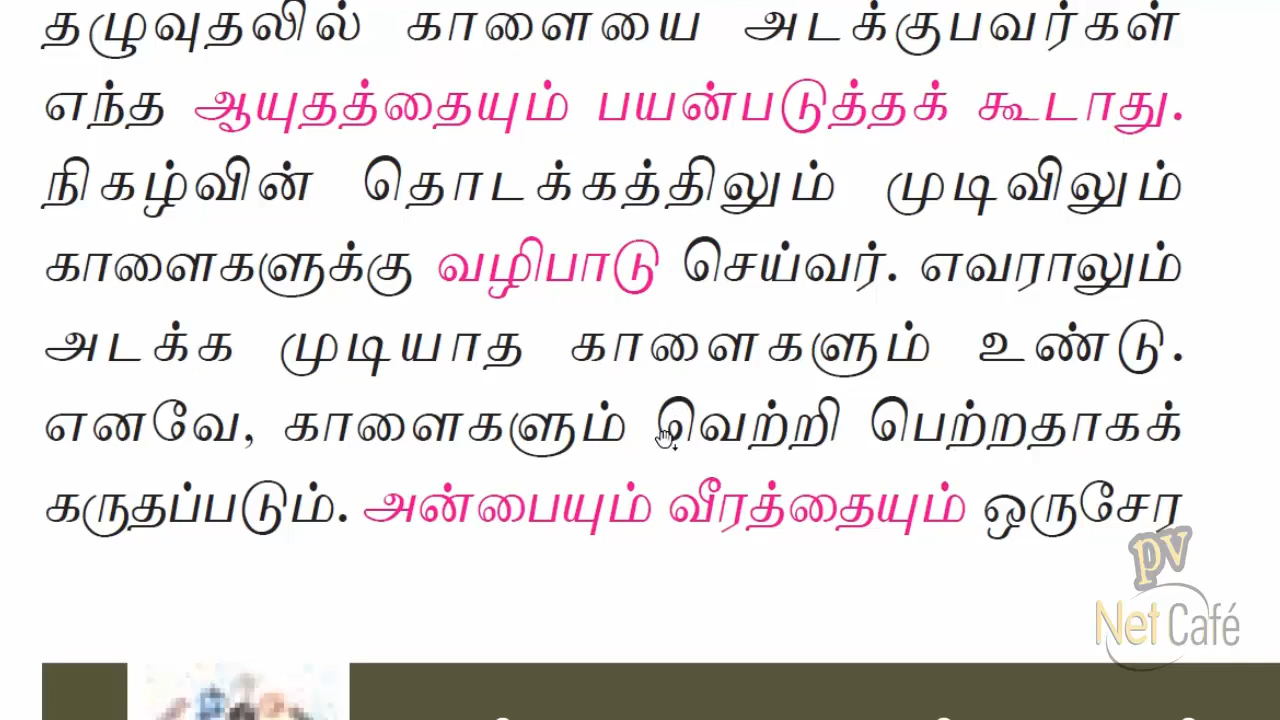 தழுவுதலில் காளையை அடக்குபவர்கள்
எந்த ஆயுதத்தையும் பயன்படுத்தக் கூடாது.
நிகழ்வின் தொடக்கத்திலும் முடிவிலும்
காளைகளுக்கு வழிபாடு செய்வர். எவராலும்
அடக்க முடியாத காளைகளும் உண்டு.
எனவே, காளைகளும் வெற்றி பெற்றதாகக்
கருதப்படும். அன்பையும் வீரத்தையும் ஒருசேர
pv
Net Café